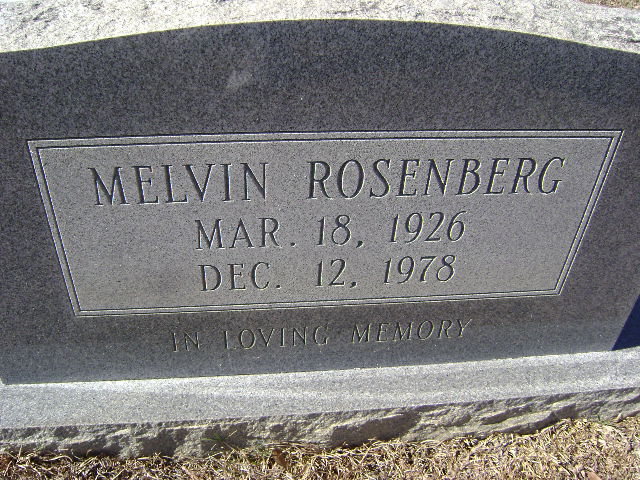 MELVIN ROSENBERG
MAR. 18, 1926
DEC. 12, 1978
IN LOVING MEMORY